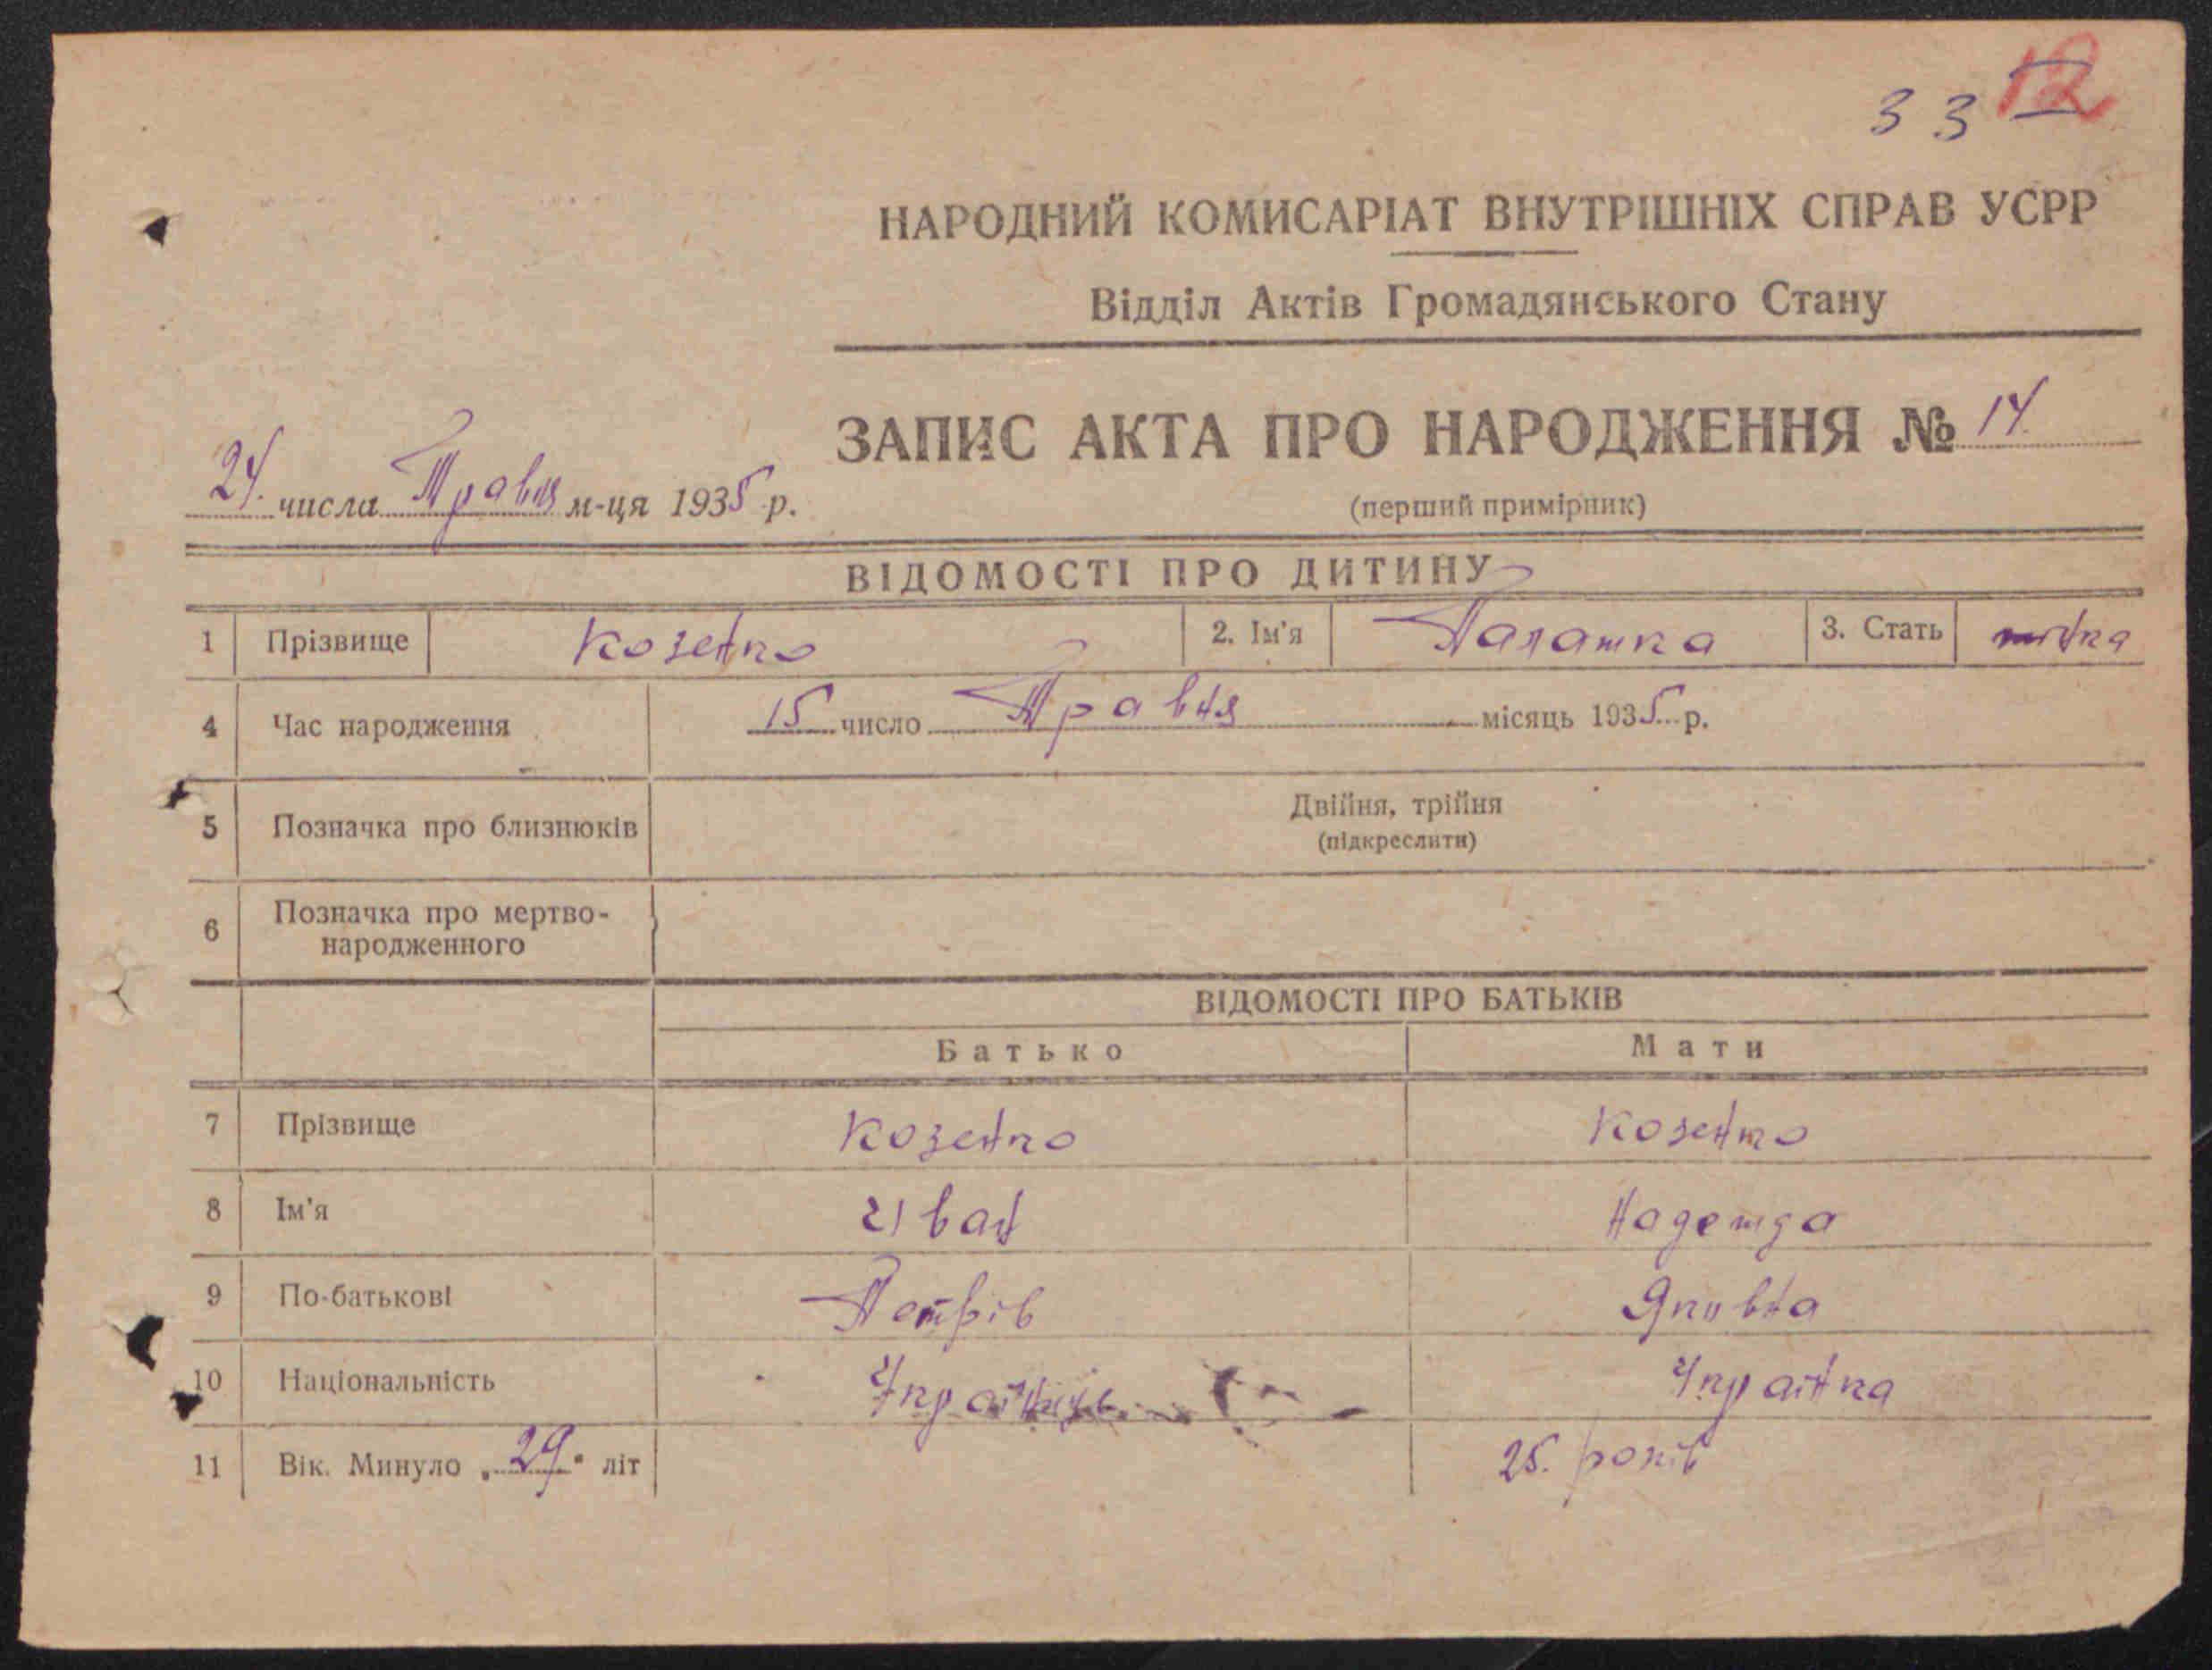 33 12
НАРОДНИЙ КОМИСАРІАТ ВНУТРІШНІХ СПРАВ УСРР
Відділ Актів Громадянського Стану
ЗАПИС АКТА ПРО НАРОДЖЕННЯ № 14
24. числа Травня м-ця 1935 р.
(перший примірник)
ВІДОМОСТІ ПРО ДИТИНУ
1 Прізвище Козенко 2. Ім'я Палашка 3. Стать жінка
4 Час народження 15 число Травня місяць 1935 р.
5 Позначка про близнюків Двійня, трійня
(підкреслити)
6 Позначка про мертво-
народженного
ВІДОМОСТІ ПРО БАТЬКІВ
Батько Мати
7 Прізвище Козенко Козенко
8 Ім'я Иван Надежда
9 По-батькові Петрів Яківна
10 Національність Українець Українка
11 Вік. Минуло „29" літ 25. років